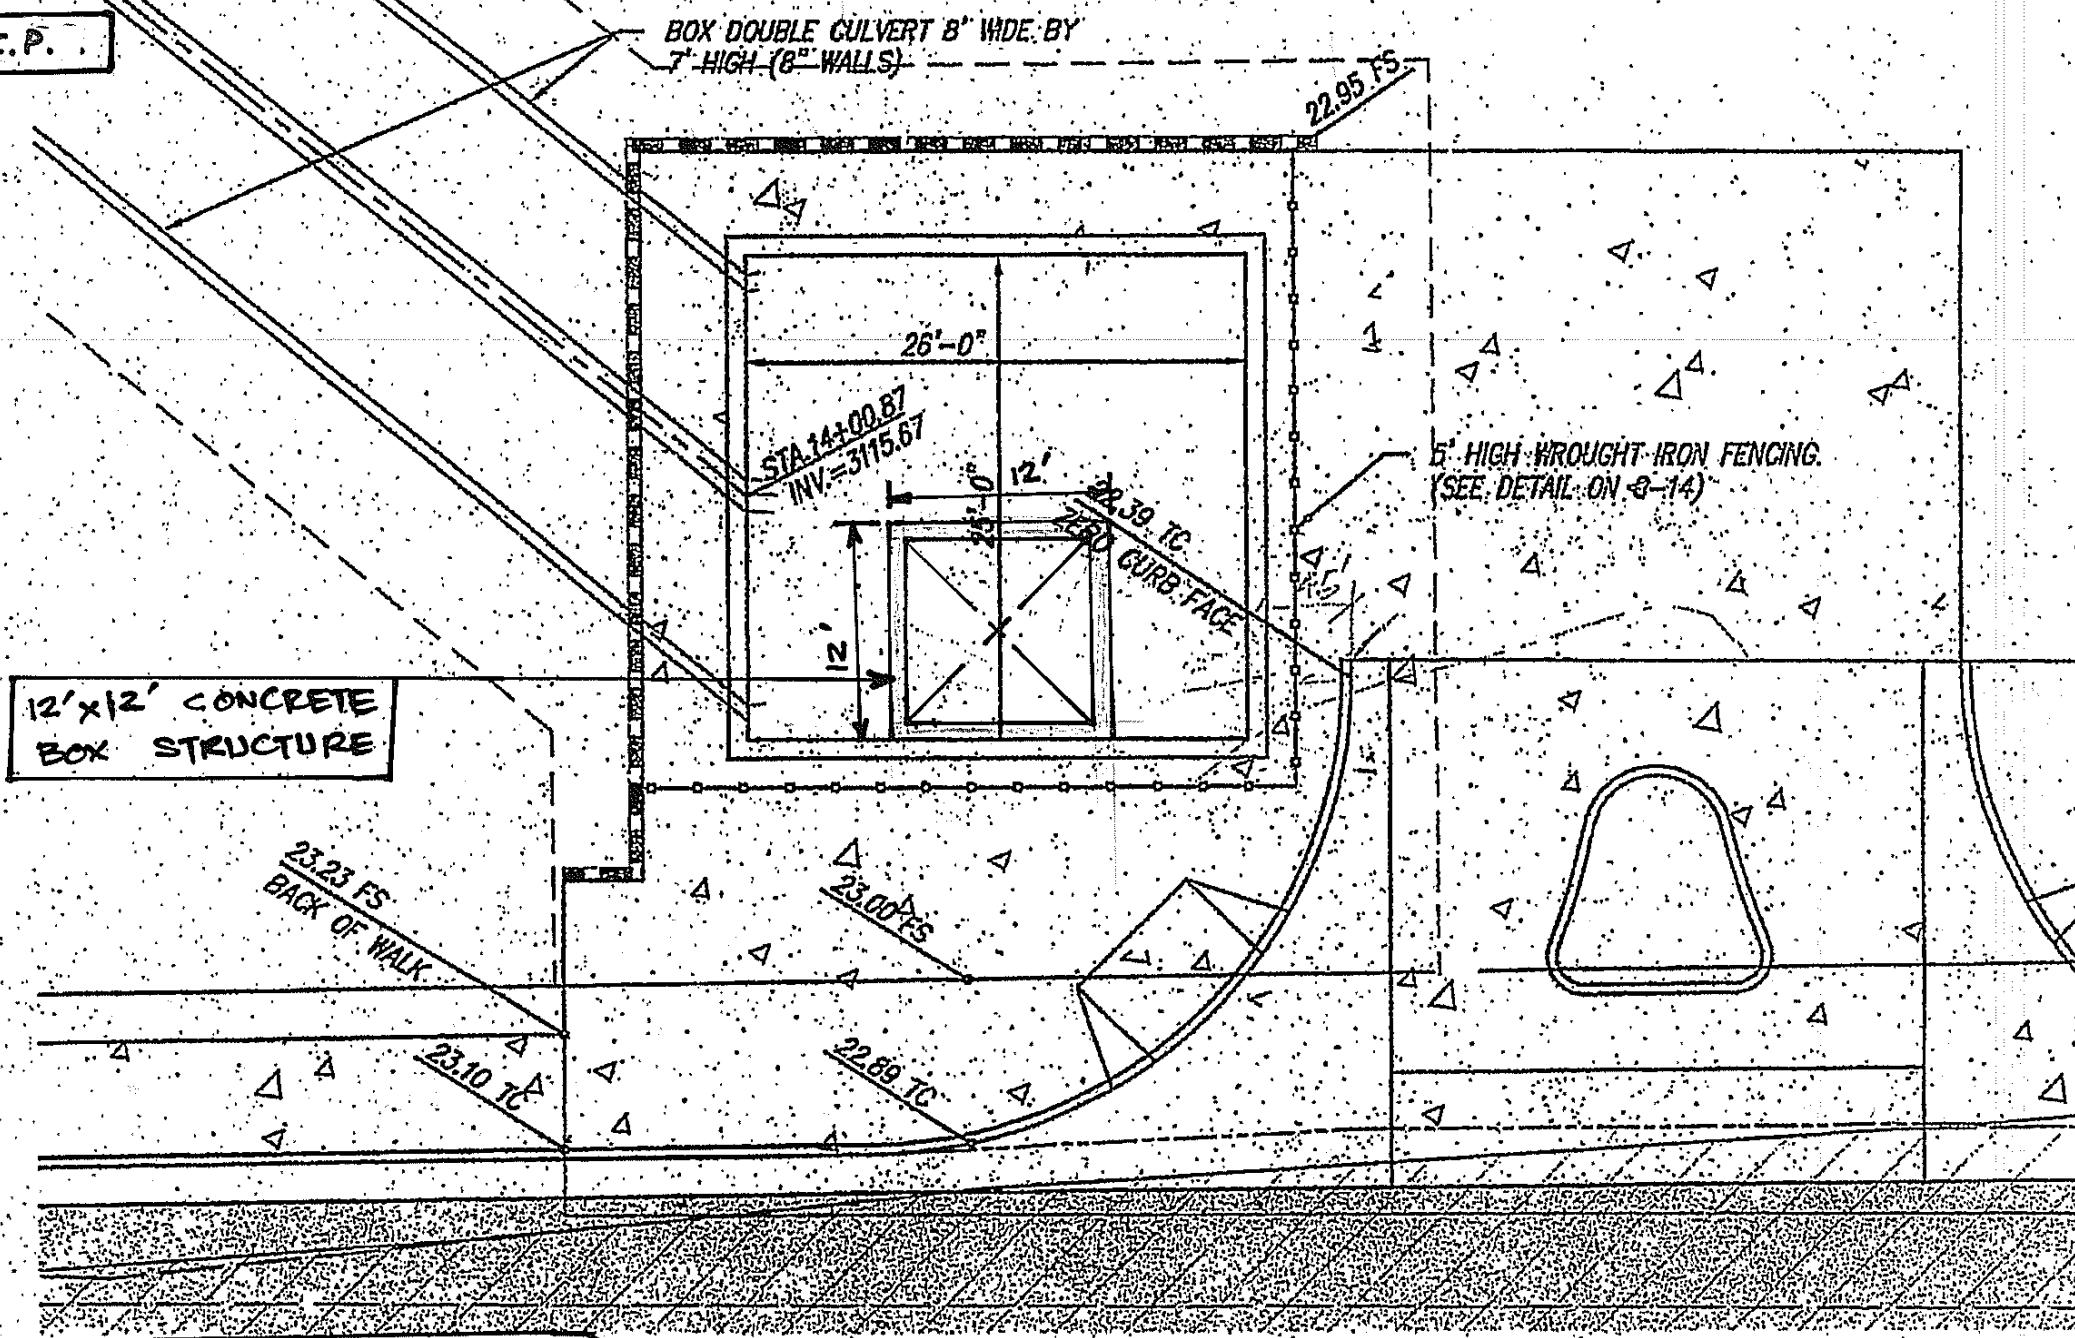 BOX DOUBLE CULVERT 8' WIDE BY
7' HIGH (8" WALLS)
22.95 FS
26'-0"
STA.14+00.87
INV.=3115.67
25'-0"
12'
22.39 TC
ZERO CURB FACE
5' HIGH WROUGHT IRON FENCING.
(SEE DETAIL ON C-14)
12'
12'x12' CONCRETE
BOX STRUCTURE
23.23 FS
BACK OF WALK
23.00 FS
23.10 TC
22.89 TC